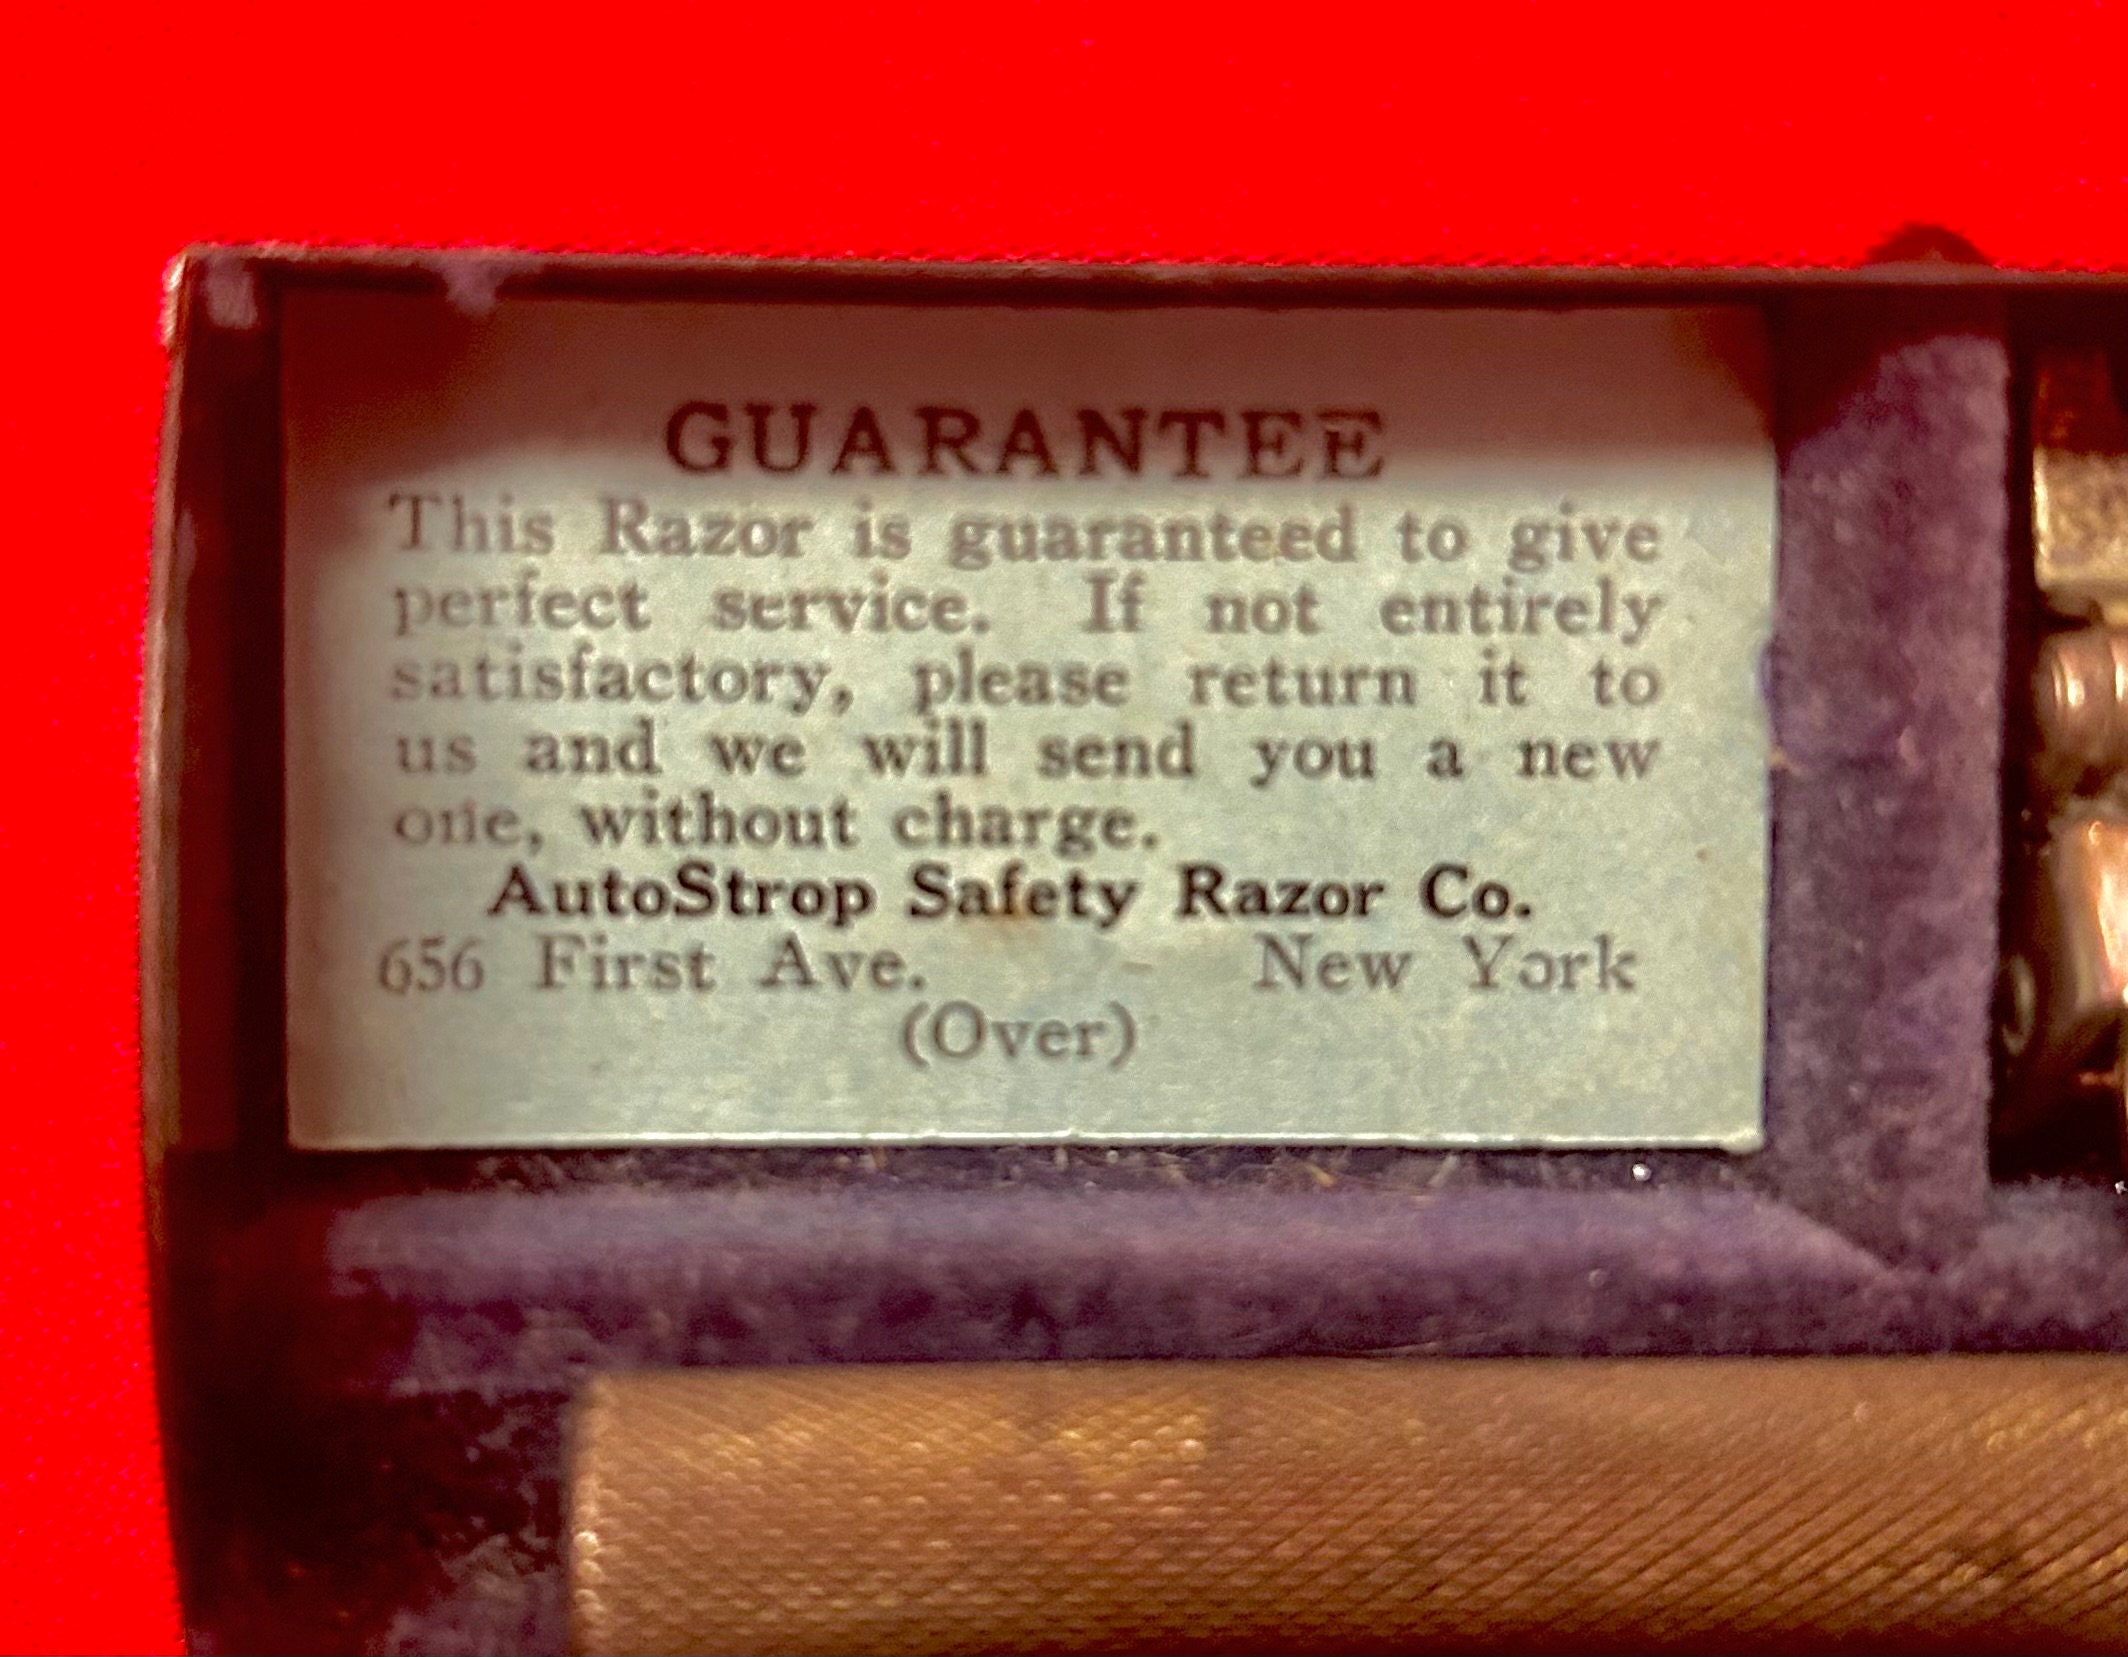 GUARANTEE
This Razor is guaranteed to give
perfect service. If not entirely
satisfactory, please return it to
us and we will send you a new
one, without charge.
AutoStrop Safety Razor Co.
656 First Ave. New York
(Over)